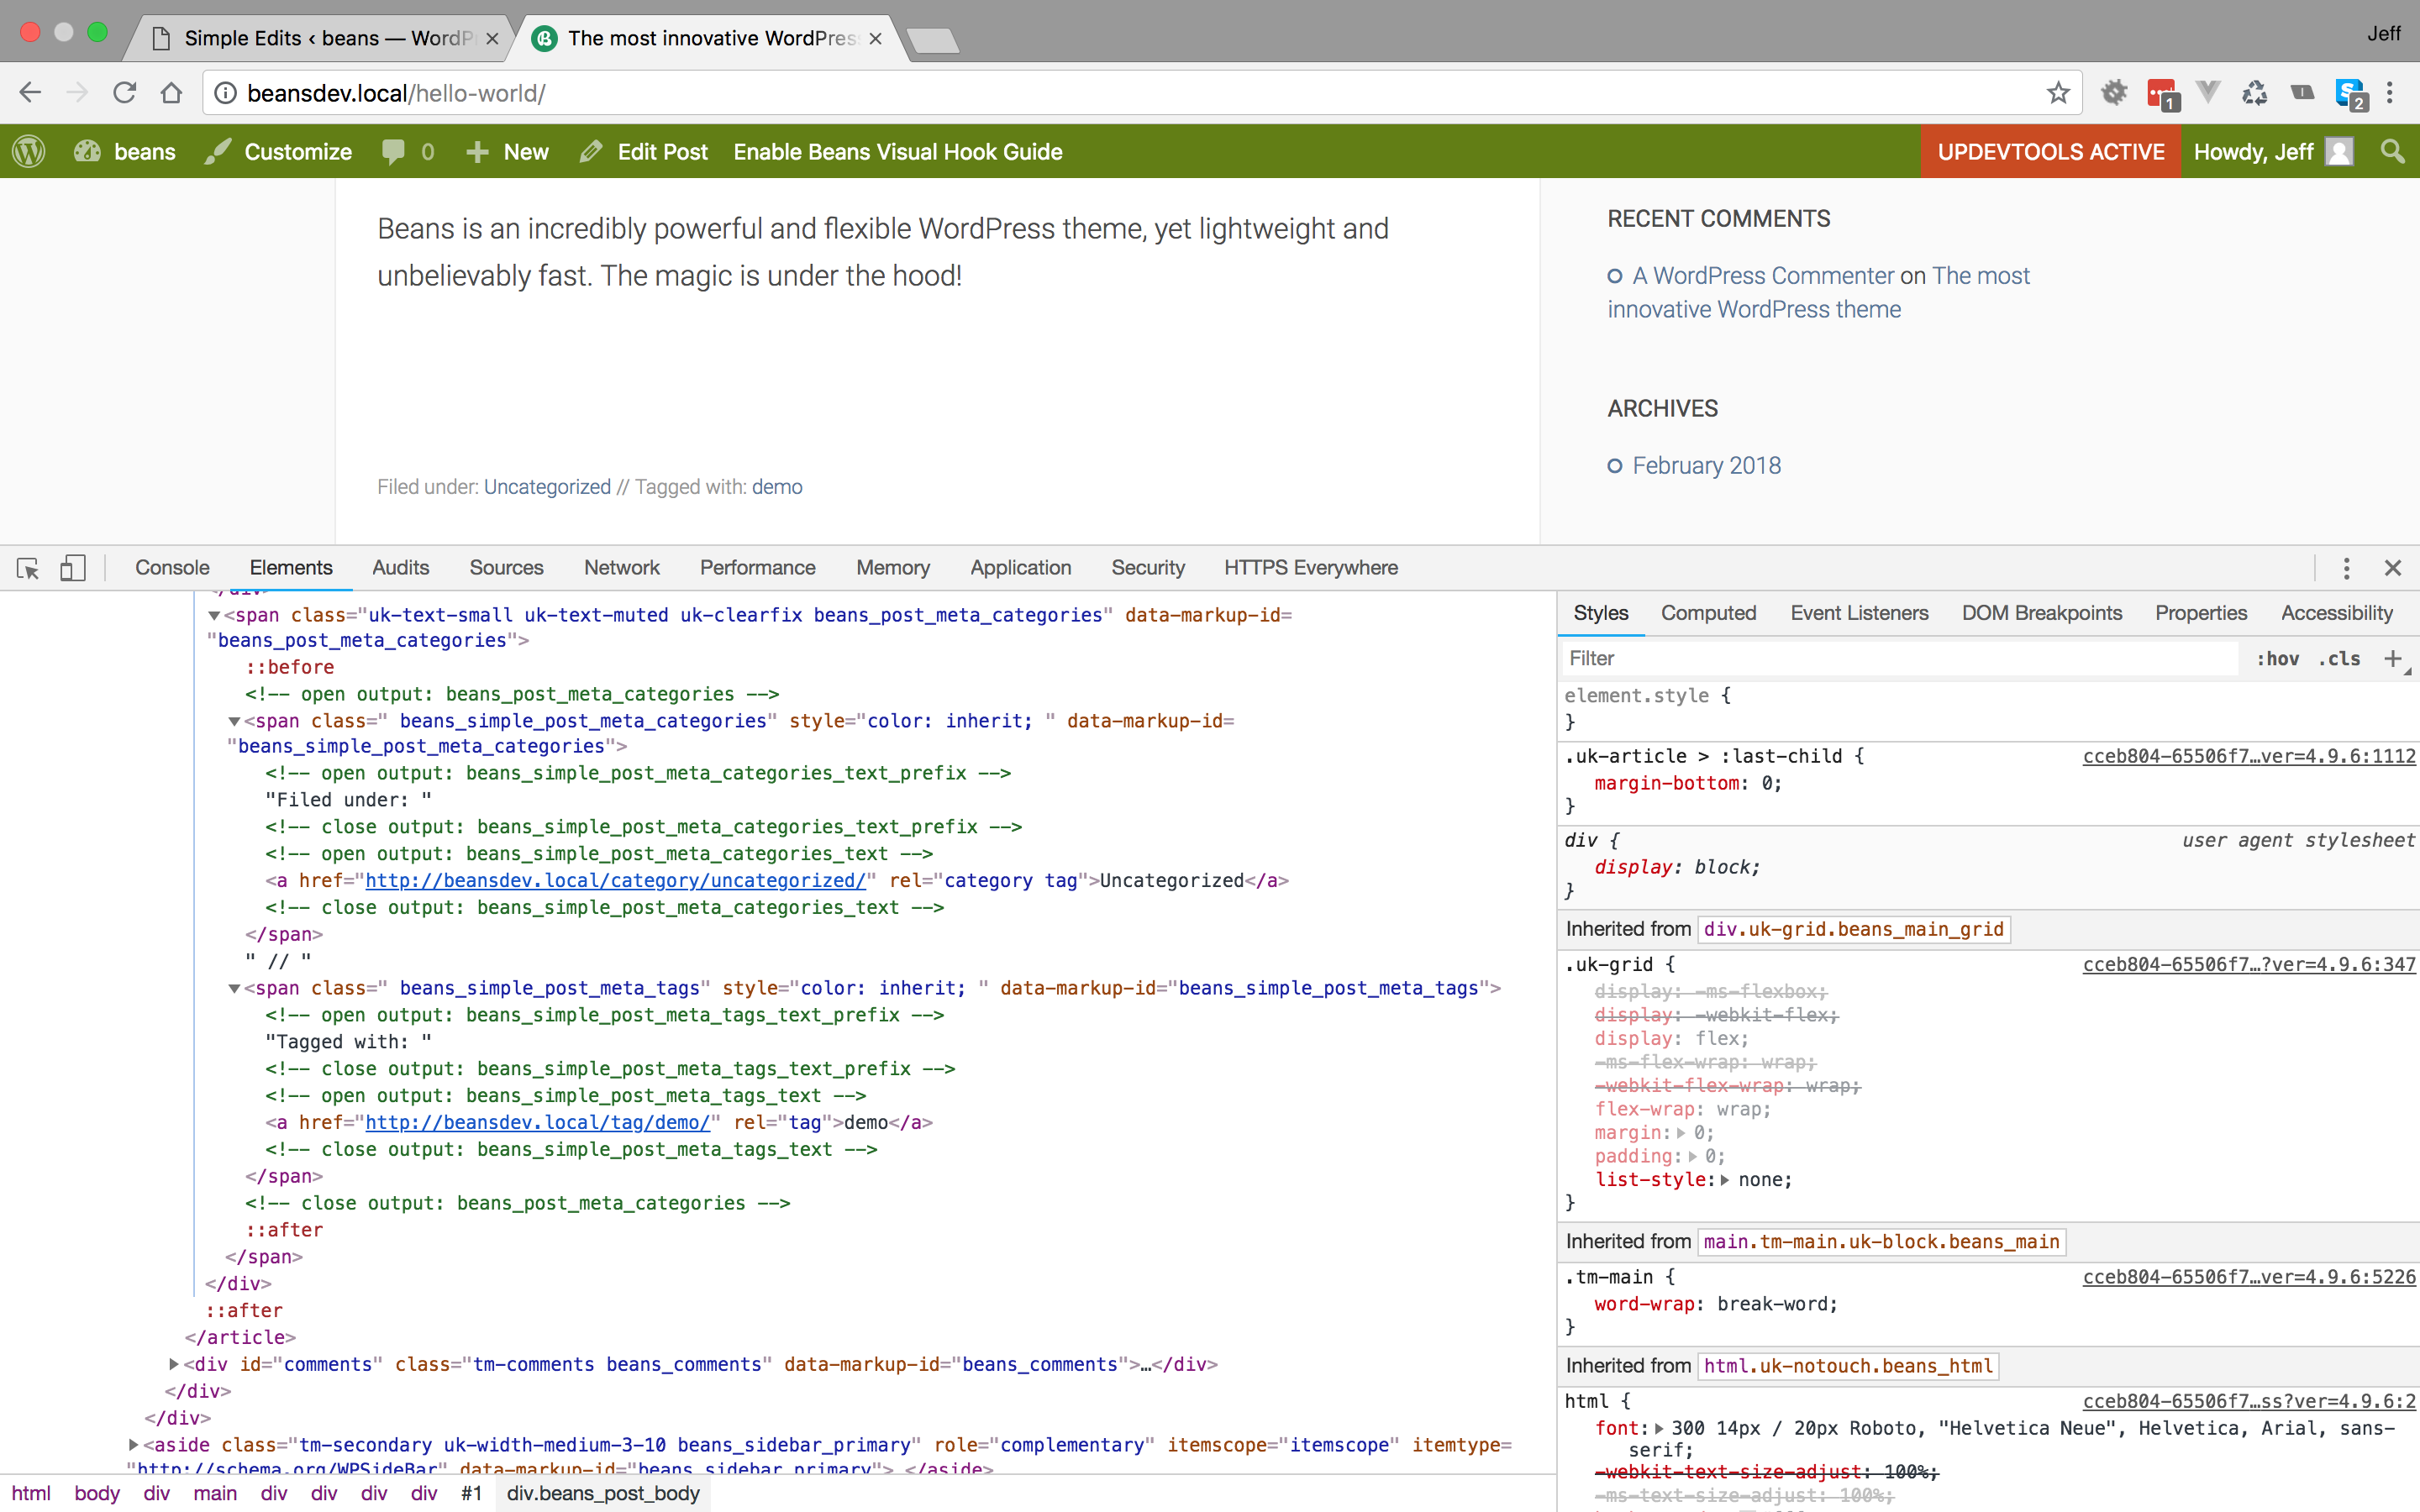 Simple Edits ‹ beans — WordP
The most innovative WordPres
Jeff
beansdev.local/hello-world/
1
2
beans
Customize
0
New
Edit Post
Enable Beans Visual Hook Guide
UPDEVTOOLS ACTIVE
Howdy, Jeff
Beans is an incredibly powerful and flexible WordPress theme, yet lightweight and
unbelievably fast. The magic is under the hood!
Filed under: Uncategorized // Tagged with: demo
RECENT COMMENTS
A WordPress Commenter on The most
innovative WordPress theme
ARCHIVES
February 2018
Console Elements Audits Sources Network Performance Memory Application Security HTTPS Everywhere
</div>
<span class="uk-text-small uk-text-muted uk-clearfix beans_post_meta_categories" data-markup-id=
"beans_post_meta_categories">
::before
<!-- open output: beans_post_meta_categories -->
<span class=" beans_simple_post_meta_categories" style="color: inherit; " data-markup-id=
"beans_simple_post_meta_categories">
<!-- open output: beans_simple_post_meta_categories_text_prefix -->
"Filed under: "
<!-- close output: beans_simple_post_meta_categories_text_prefix -->
<!-- open output: beans_simple_post_meta_categories_text -->
<a href="http://beansdev.local/category/uncategorized/" rel="category tag">Uncategorized</a>
<!-- close output: beans_simple_post_meta_categories_text -->
</span>
" // "
<span class=" beans_simple_post_meta_tags" style="color: inherit; " data-markup-id="beans_simple_post_meta_tags">
<!-- open output: beans_simple_post_meta_tags_text_prefix -->
"Tagged with: "
<!-- close output: beans_simple_post_meta_tags_text_prefix -->
<!-- open output: beans_simple_post_meta_tags_text -->
<a href="http://beansdev.local/tag/demo/" rel="tag">demo</a>
<!-- close output: beans_simple_post_meta_tags_text -->
</span>
<!-- close output: beans_post_meta_categories -->
::after
</span>
</div>
::after
</article>
<div id="comments" class="tm-comments beans_comments" data-markup-id="beans_comments">…</div>
</div>
</div>
<aside class="tm-secondary uk-width-medium-3-10 beans_sidebar_primary" role="complementary" itemscope="itemscope" itemtype=
"http://schema.org/WPSideBar" data-markup-id="beans_sidebar_primary">…</aside>
html body div main div div div div #1 div.beans_post_body
Styles Computed Event Listeners DOM Breakpoints Properties Accessibility
Filter :hov .cls +
element.style {
}
.uk-article > :last-child { cceb804-65506f7…ver=4.9.6:1112
margin-bottom: 0;
}
div { user agent stylesheet
display: block;
}
Inherited from div.uk-grid.beans_main_grid
.uk-grid { cceb804-65506f7…?ver=4.9.6:347
display: -ms-flexbox;
display: -webkit-flex;
display: flex;
-ms-flex-wrap: wrap;
-webkit-flex-wrap: wrap;
flex-wrap: wrap;
margin: 0;
padding: 0;
list-style: none;
}
Inherited from main.tm-main.uk-block.beans_main
.tm-main { cceb804-65506f7…ver=4.9.6:5226
word-wrap: break-word;
}
Inherited from html.uk-notouch.beans_html
html { cceb804-65506f7…ss?ver=4.9.6:2
font: 300 14px / 20px Roboto, "Helvetica Neue", Helvetica, Arial, sans-
serif;
-webkit-text-size-adjust: 100%;
-ms-text-size-adjust: 100%;